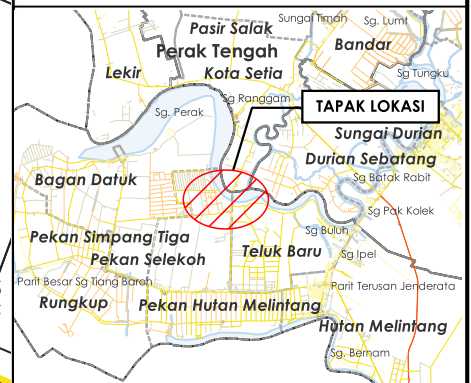 Sungai Timah
Sg. Lumt
Pasir Salak
Bandar
Perak Tengah
Lekir
Kota Setia
Sg Tungku
Sg Ranggam
TAPAK LOKASI
Sg. Perak
Sungai Durian
Durian Sebatang
Bagan Datuk
Sg Batak Rabit
Sg Pak Kolek
Sg Buluh
Pekan Simpang Tiga
Teluk Baru
Sg Ipel
Pekan Selekoh
Parit Besar Sg Tiang Baroh
Parit Terusan Jenderata
Rungkup
Pekan Hutan Melintang
Hutan Melintang
Sg. Bernam